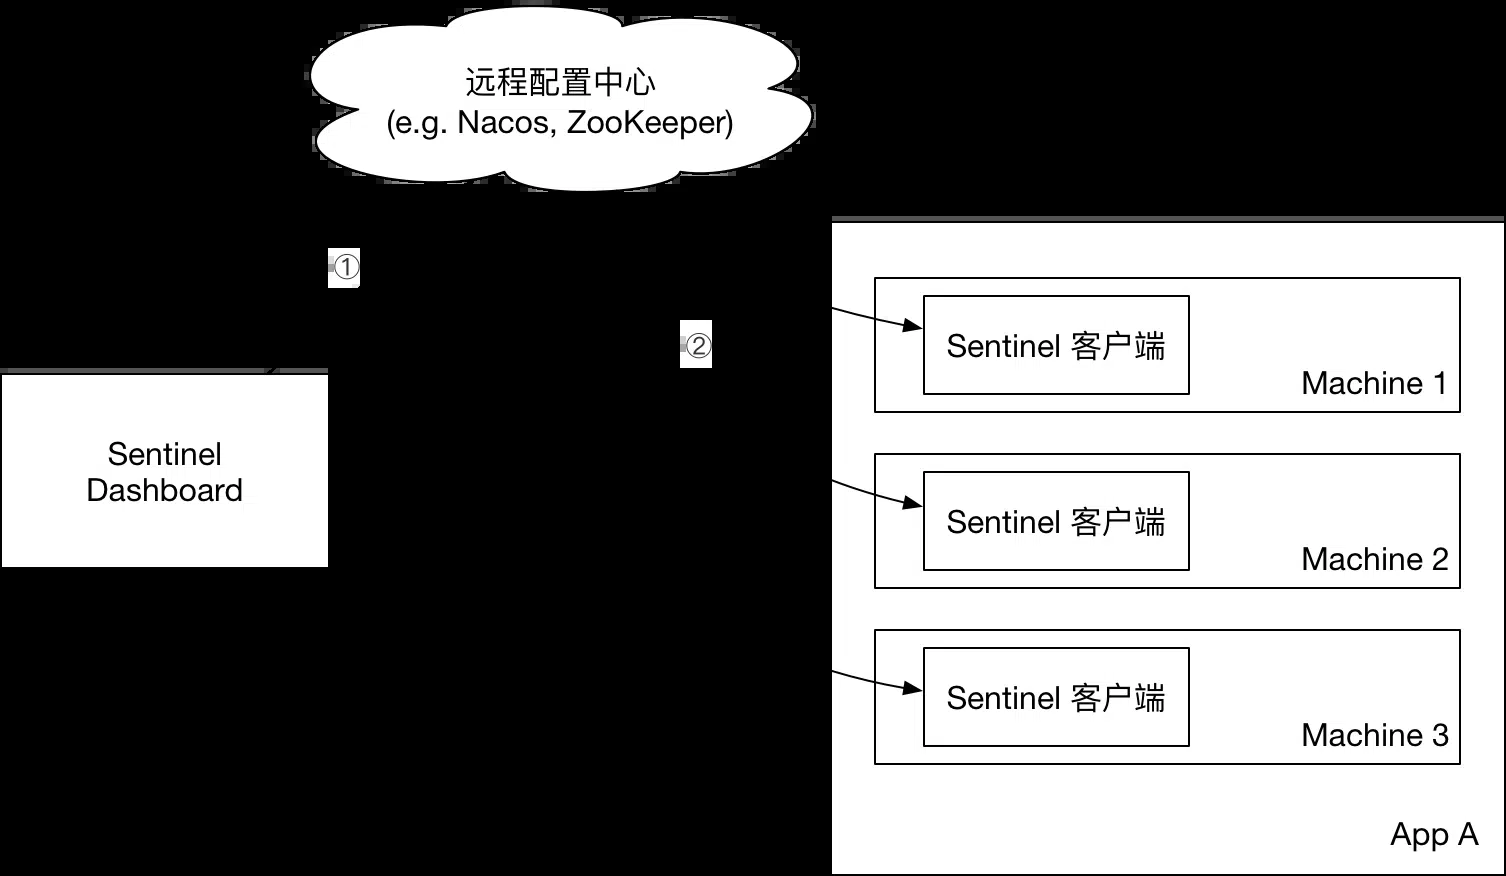 远程配置中心
(e.g. Nacos, ZooKeeper)
①
②
Sentinel 客户端
Machine 1
Sentinel
Dashboard
Sentinel 客户端
Machine 2
Sentinel 客户端
Machine 3
App A